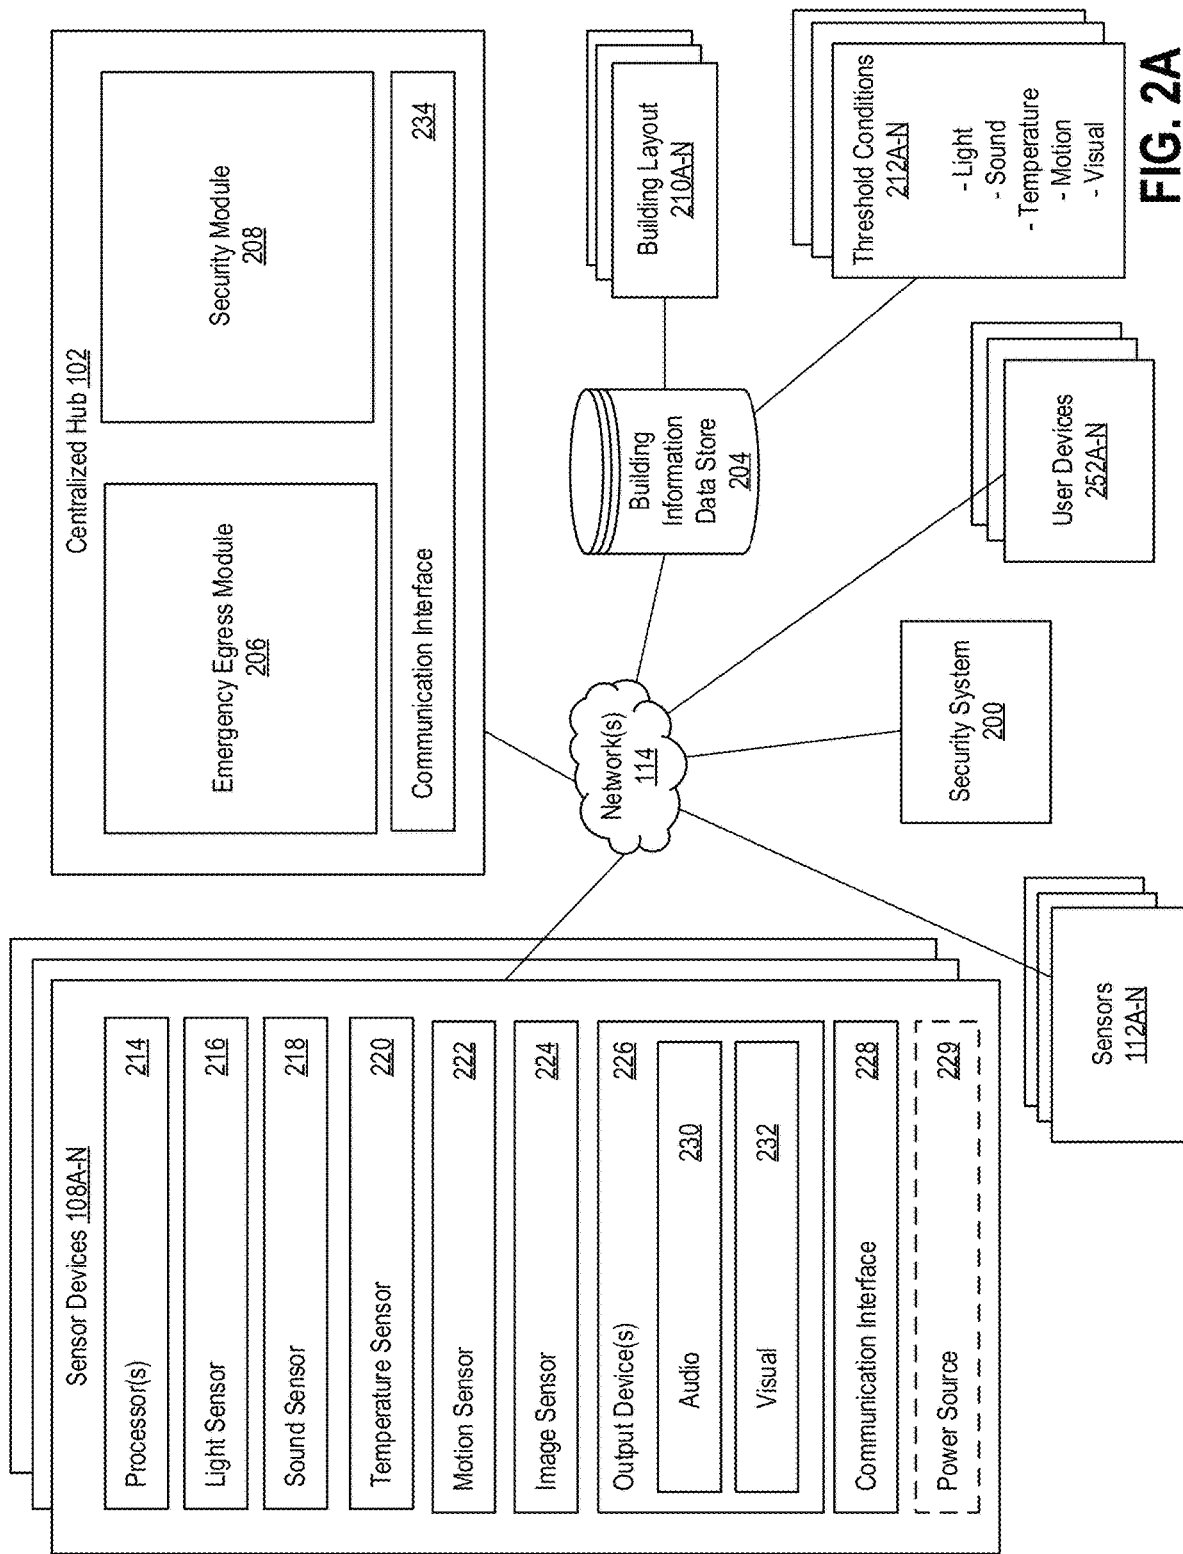 Sensor Devices 108A-N
Processor(s) 214
Light Sensor 216
Sound Sensor 218
Temperature Sensor 220
Motion Sensor 222
Image Sensor 224
Output Device(s) 226
Audio 230
Visual 232
Communication Interface 228
Power Source 229
Centralized Hub 102
Emergency Egress Module
206
Security Module
208
Communication Interface 234
Network(s)
114
Building
Information
Data Store
204
Building Layout
210A-N
Threshold Conditions
212A-N
- Light
- Sound
- Temperature
- Motion
- Visual
Sensors
112A-N
Security System
200
User Devices
252A-N
FIG. 2A